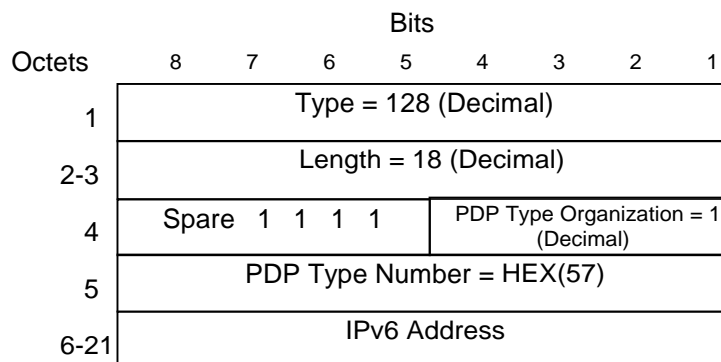 Bits
Octets 8 7 6 5 4 3 2 1
1 Type = 128 (Decimal)
2-3 Length = 18 (Decimal)
4 Spare 1 1 1 1 PDP Type Organization = 1
(Decimal)
5 PDP Type Number = HEX(57)
6-21 IPv6 Address